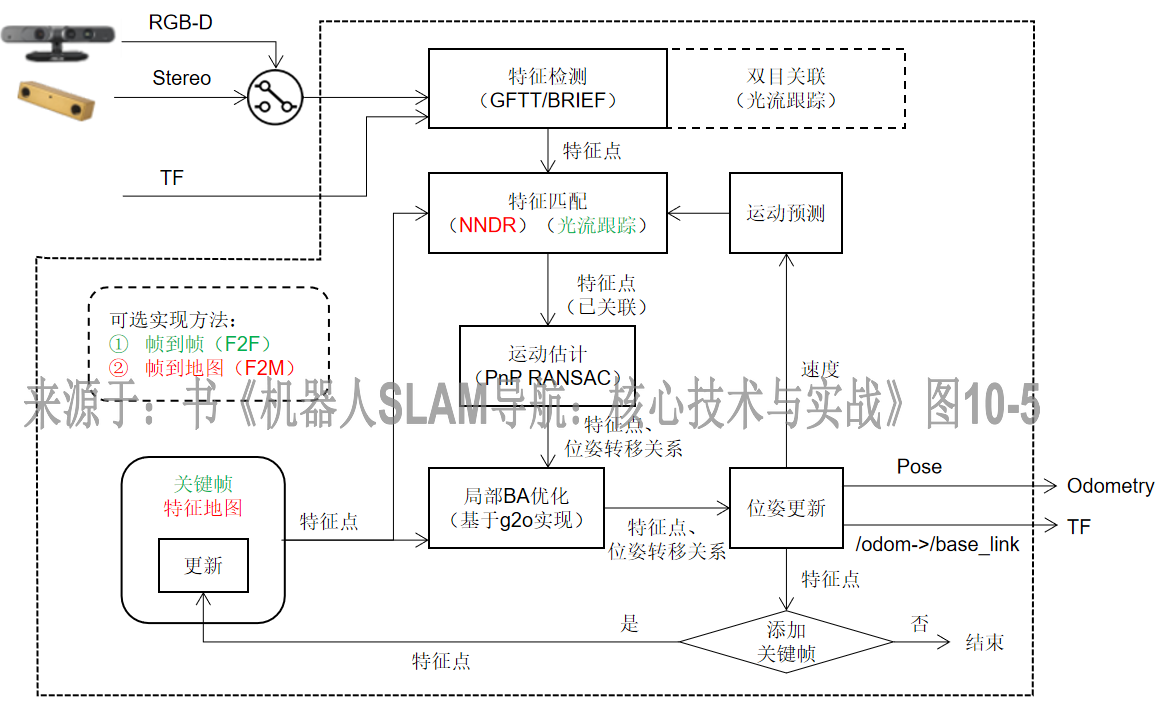 RGB-D
Stereo
TF
特征检测
（GFTT/BRIEF）
双目关联
（光流跟踪）
特征点
特征匹配
（NNDR）（光流跟踪）
运动预测
特征点
（已关联）
可选实现方法：
① 帧到帧（F2F）
② 帧到地图（F2M）
运动估计
（PnP RANSAC）
速度
来源于：书《机器人SLAM导航：核心技术与实战》图10-5
特征点、
位姿转移关系
关键帧
特征地图
更新
特征点
局部BA优化
（基于g2o实现）
特征点、
位姿转移关系
位姿更新
Pose
Odometry
TF
/odom->/base_link
特征点
添加
关键帧
是
否
结束
特征点